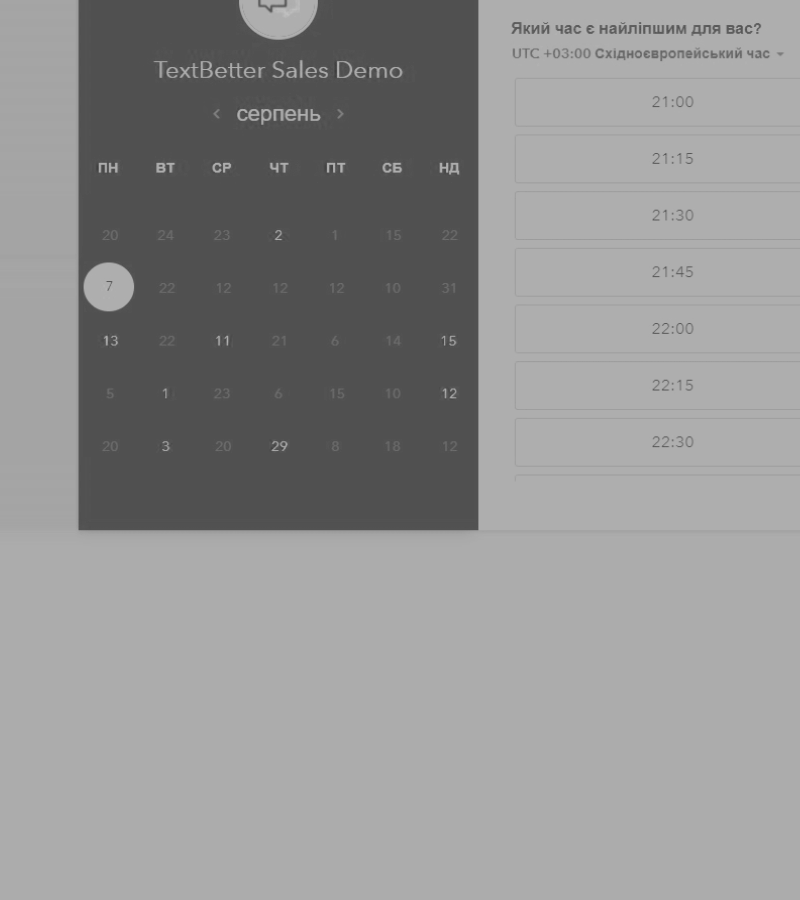 TextBetter Sales Demo
серпень
ПН ВТ СР ЧТ ПТ СБ НД
20 24 23 2 1 15 22
7 22 12 12 12 10 31
13 22 11 21 6 14 15
5 1 23 6 15 10 12
20 3 20 29 8 18 12
Який час є найліпшим для вас?
UTC +03:00 Східноєвропейський час
21:00
21:15
21:30
21:45
22:00
22:15
22:30